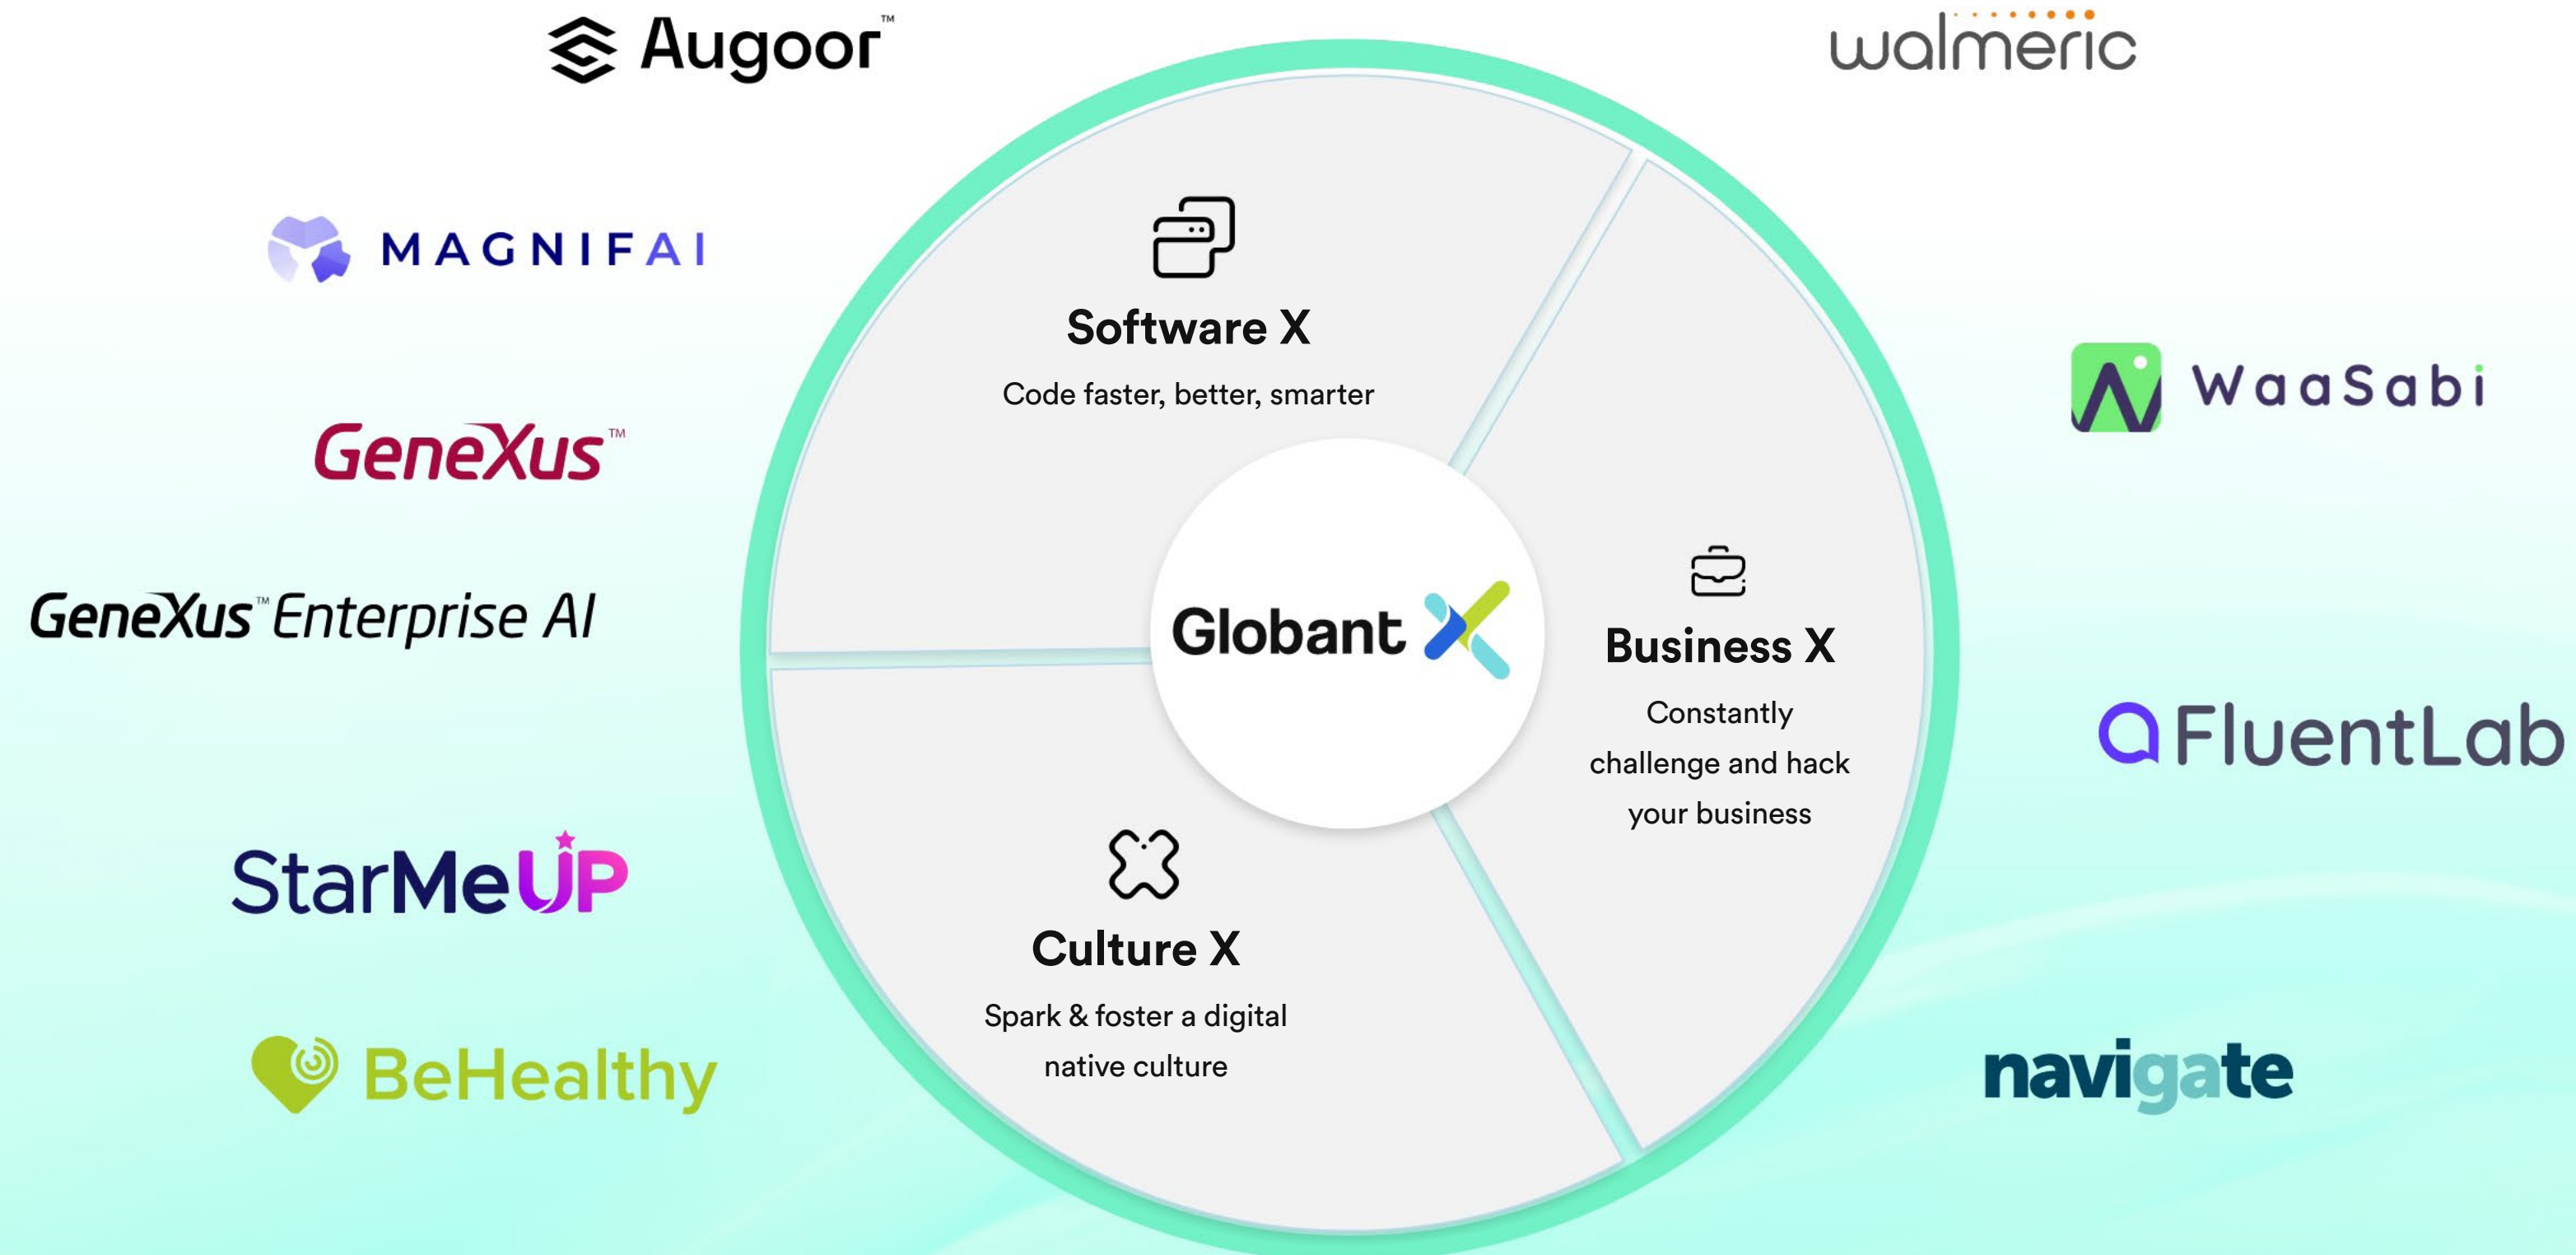 Augoor™
walmeric
MAGNIFAI
GeneXus™
GeneXus™ Enterprise AI
StarMeUP
BeHealthy
Software X
Code faster, better, smarter
Globant X
Business X
Constantly
challenge and hack
your business
Culture X
Spark & foster a digital
native culture
WaaSabi
FluentLab
navigate